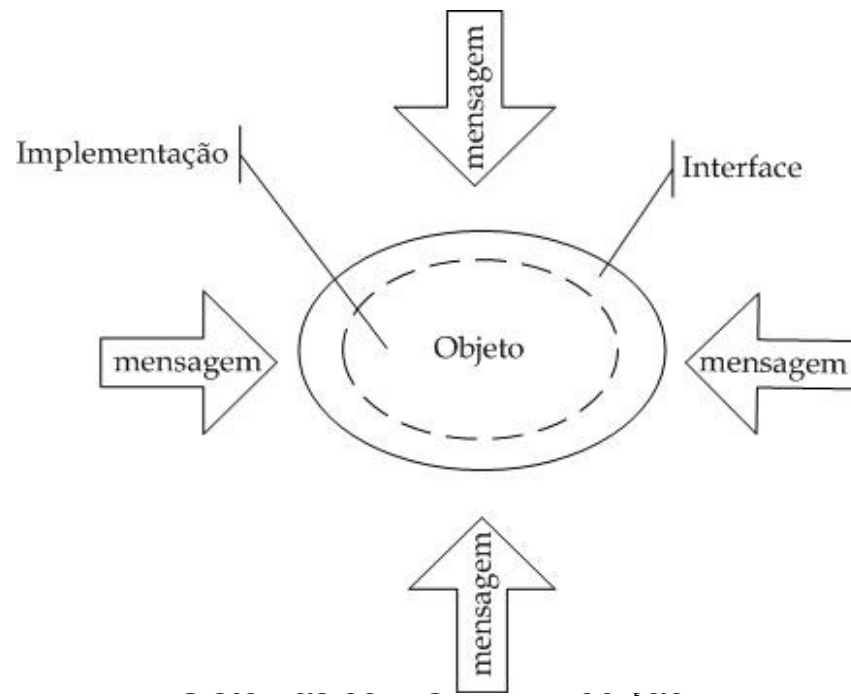 mensagem
Implementação
Interface
mensagem
Objeto
mensagem
mensagem